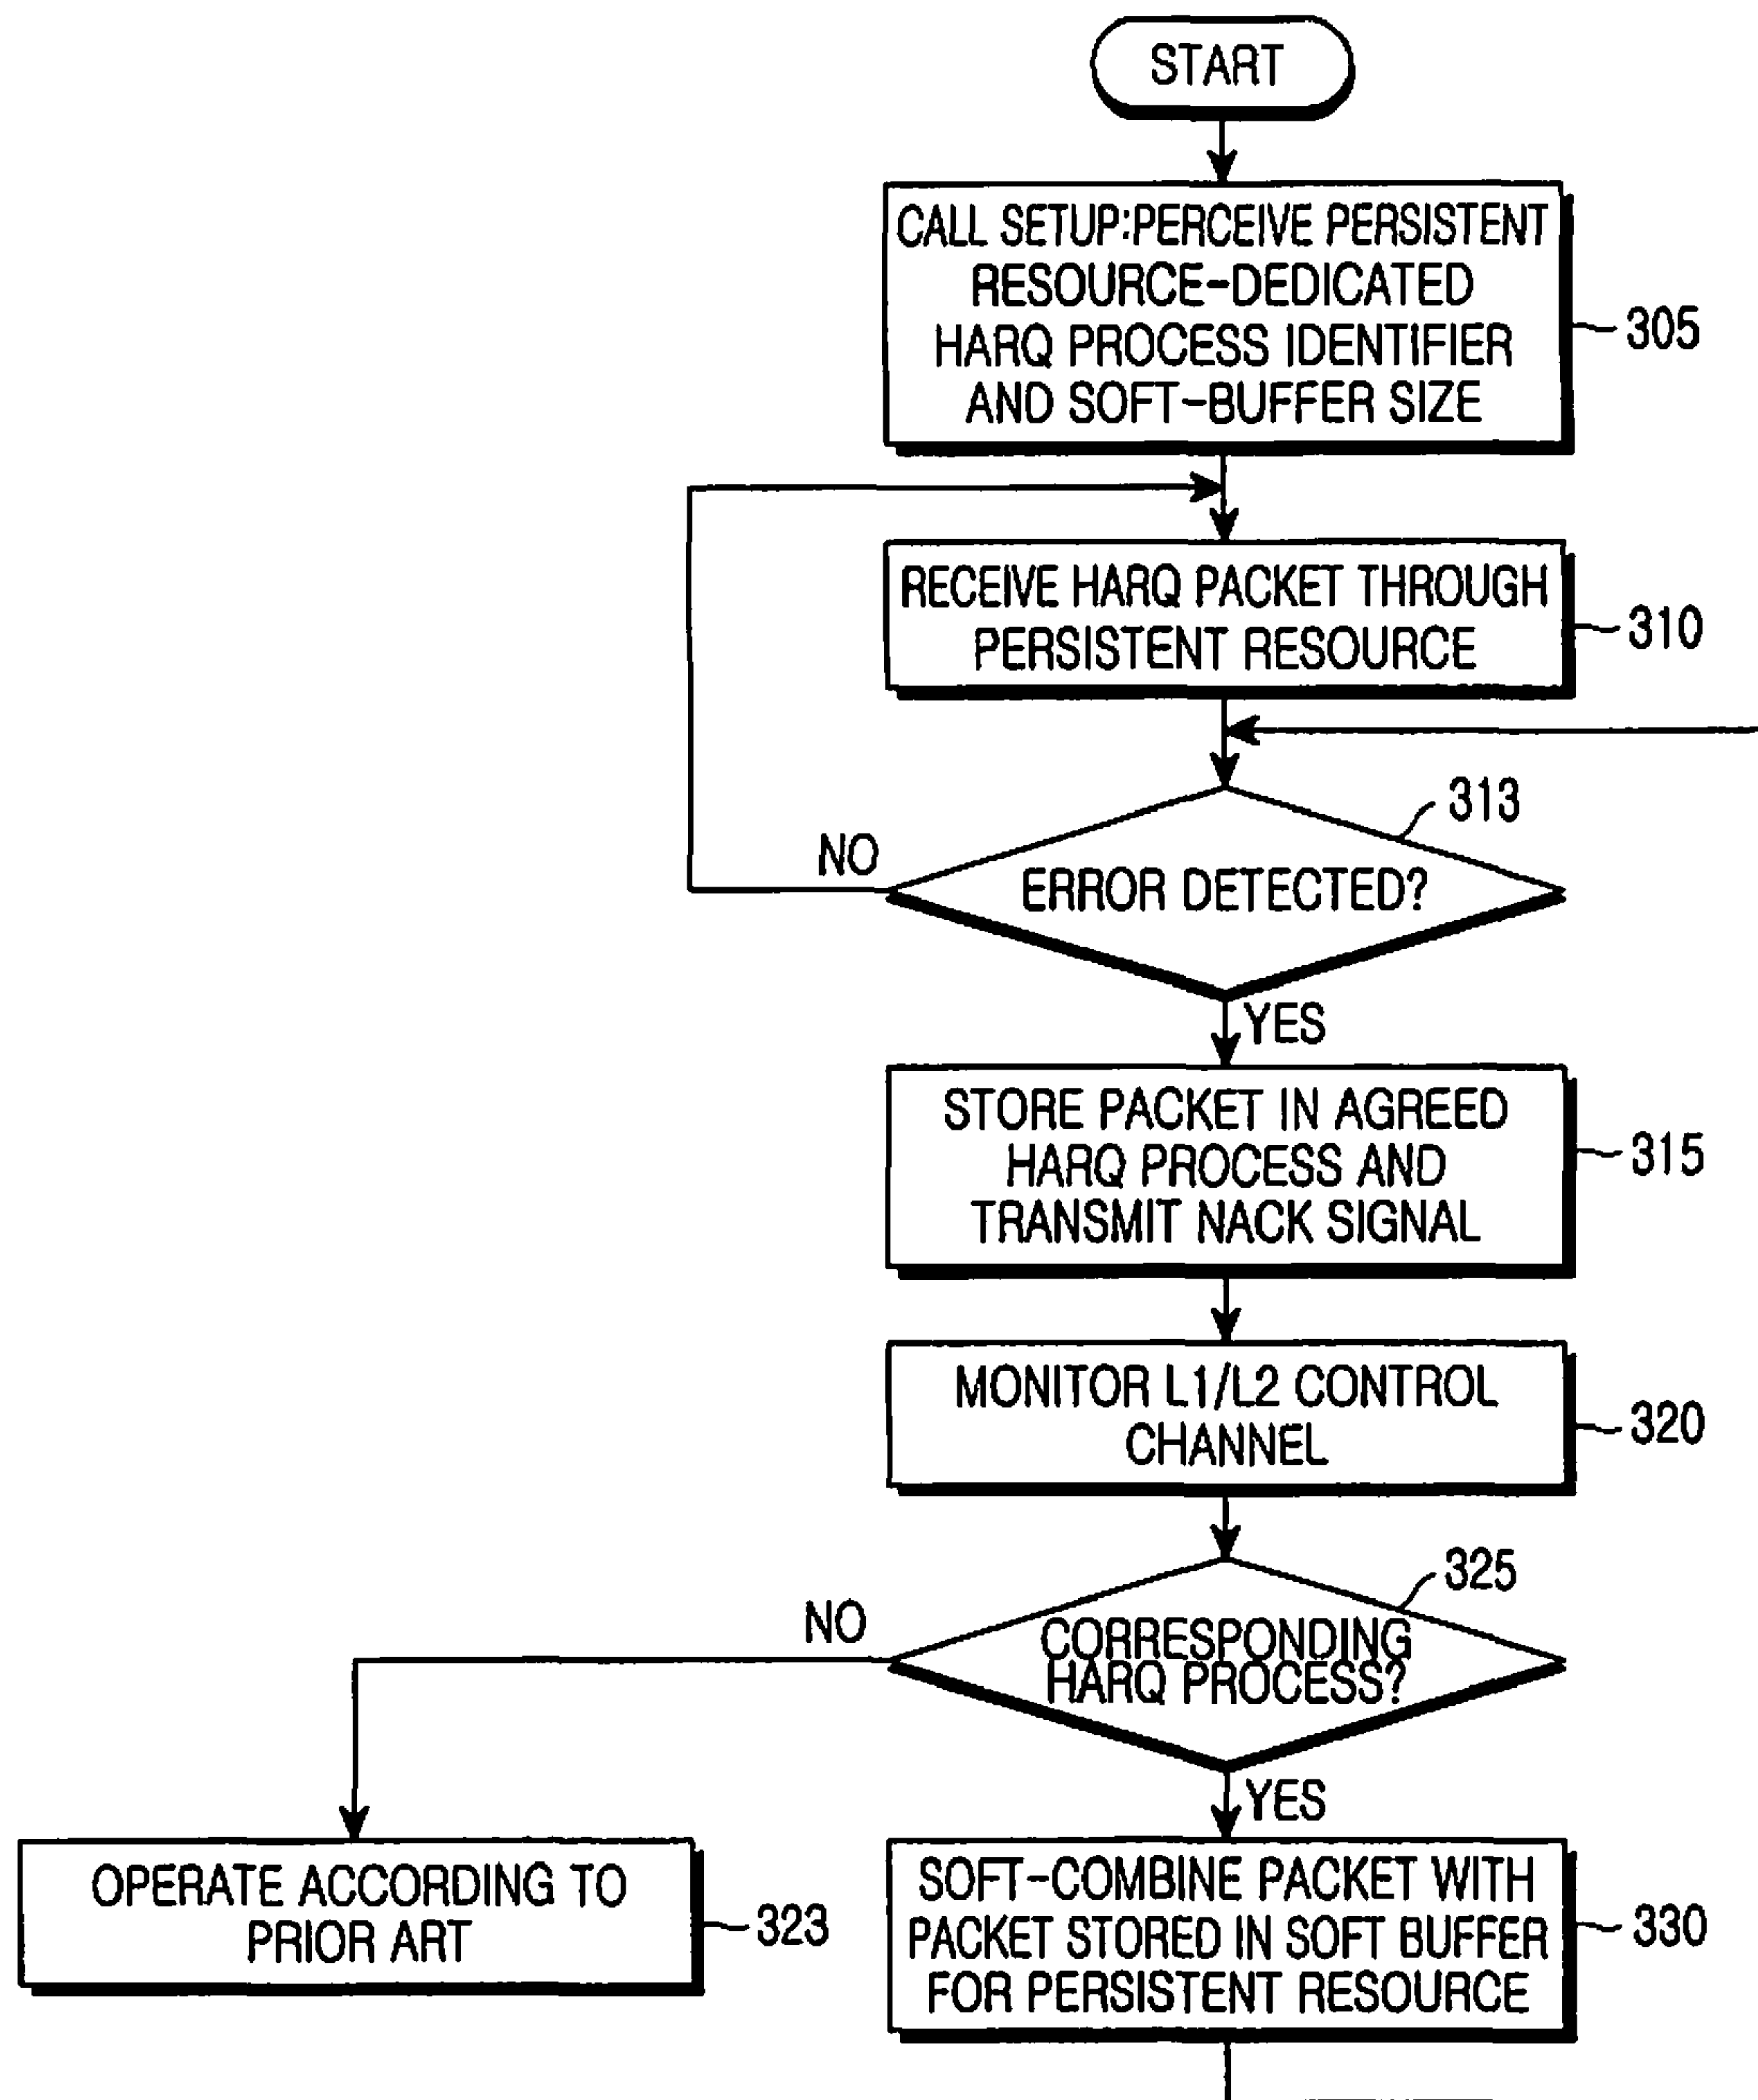 START
CALL SETUP:PERCEIVE PERSISTENT
RESOURCE-DEDICATED
HARQ PROCESS IDENTIFIER
AND SOFT-BUFFER SIZE
305
RECEIVE HARQ PACKET THROUGH
PERSISTENT RESOURCE
310
313
NO
ERROR DETECTED?
YES
STORE PACKET IN AGREED
HARQ PROCESS AND
TRANSMIT NACK SIGNAL
315
MONITOR L1/L2 CONTROL
CHANNEL
320
325
NO
CORRESPONDING
HARQ PROCESS?
YES
OPERATE ACCORDING TO
PRIOR ART
323
SOFT-COMBINE PACKET WITH
PACKET STORED IN SOFT BUFFER
FOR PERSISTENT RESOURCE
330